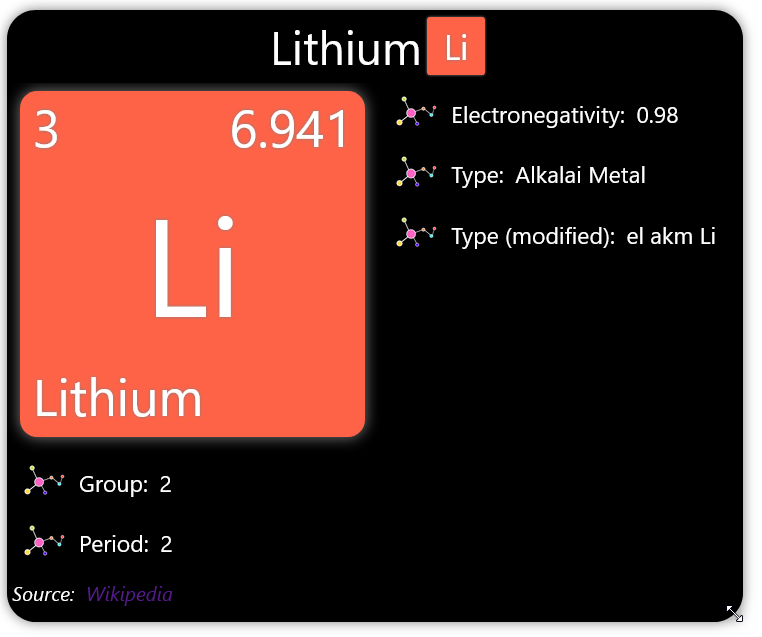 Lithium Li
3 6.941
Li
Lithium
Electronegativity: 0.98
Type: Alkalai Metal
Type (modified): el akm Li
Group: 2
Period: 2
Source: Wikipedia